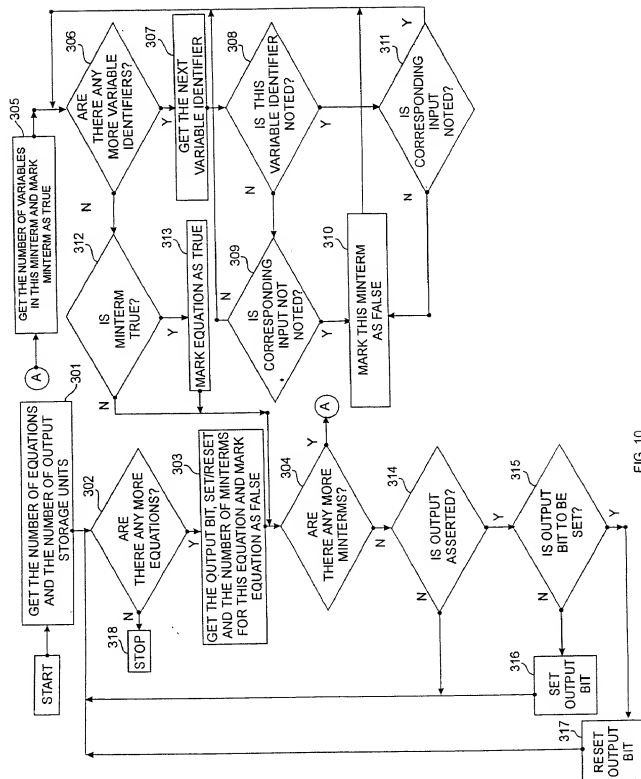 START
301
GET THE NUMBER OF EQUATIONS
AND THE NUMBER OF OUTPUT
STORAGE UNITS
302
ARE
THERE ANY MORE
EQUATIONS?
N
Y
318
STOP
303
GET THE OUTPUT BIT, SET/RESET
AND THE NUMBER OF MINTERMS
FOR THIS EQUATION AND MARK
EQUATION AS FALSE
304
ARE
THERE ANY MORE
MINTERMS?
Y
A
N
314
IS OUTPUT
ASSERTED?
N
Y
315
IS OUTPUT
BIT TO BE
SET?
N
Y
316
SET
OUTPUT
BIT
317
RESET
OUTPUT
BIT
A
305
GET THE NUMBER OF VARIABLES
IN THIS MINTERM AND MARK
MINTERM AS TRUE
306
ARE
THERE ANY
MORE VARIABLE
IDENTIFIERS?
N
Y
312
IS
MINTERM
TRUE?
N
Y
313
MARK EQUATION AS TRUE
307
GET THE NEXT
VARIABLE IDENTIFIER
308
IS THIS
VARIABLE IDENTIFIER
NOTED?
N
Y
309
IS
CORRESPONDING
INPUT NOT
NOTED?
N
Y
310
MARK THIS MINTERM
AS FALSE
311
IS
CORRESPONDING
INPUT
NOTED?
N
Y
FIG. 10